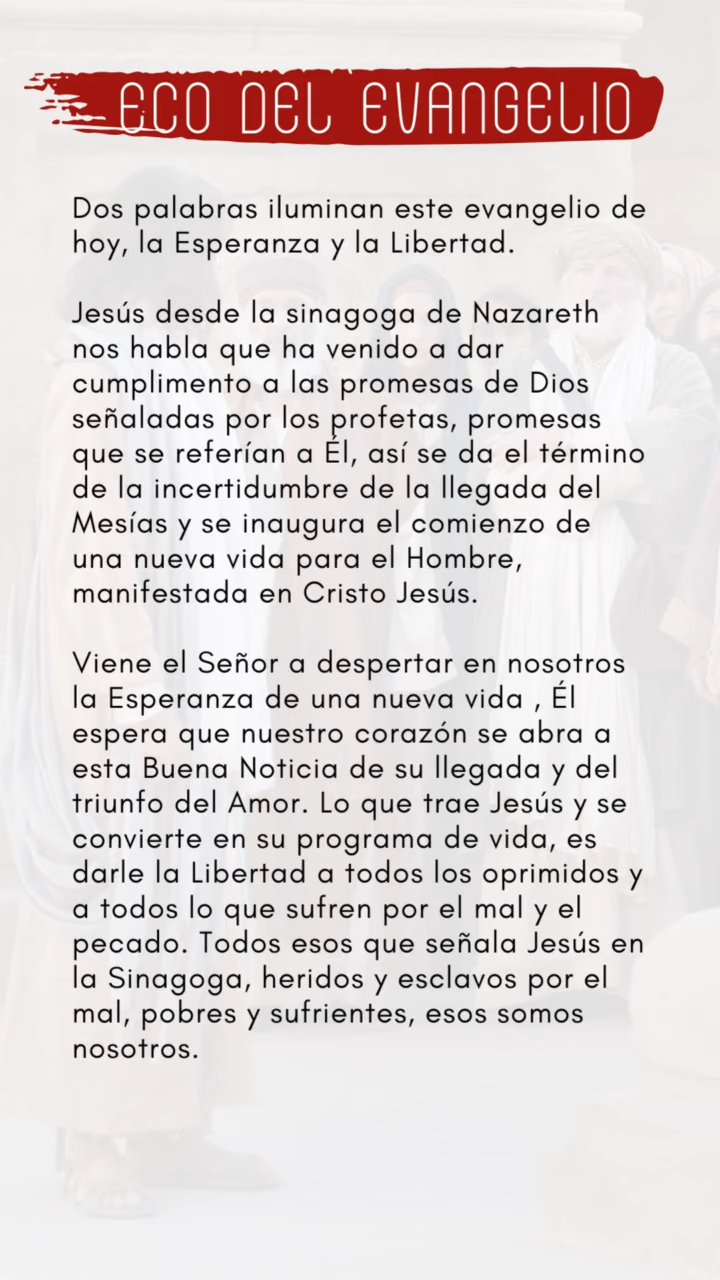 ECO DEL EVANGELIO
Dos palabras iluminan este evangelio de
hoy, la Esperanza y la Libertad.
Jesús desde la sinagoga de Nazareth
nos habla que ha venido a dar
cumplimento a las promesas de Dios
señaladas por los profetas, promesas
que se referían a Él, así se da el término
de la incertidumbre de la llegada del
Mesías y se inaugura el comienzo de
una nueva vida para el Hombre,
manifestada en Cristo Jesús.
Viene el Señor a despertar en nosotros
la Esperanza de una nueva vida , Él
espera que nuestro corazón se abra a
esta Buena Noticia de su llegada y del
triunfo del Amor. Lo que trae Jesús y se
convierte en su programa de vida, es
darle la Libertad a todos los oprimidos y
a todos lo que sufren por el mal y el
pecado. Todos esos que señala Jesús en
la Sinagoga, heridos y esclavos por el
mal, pobres y sufrientes, esos somos
nosotros.